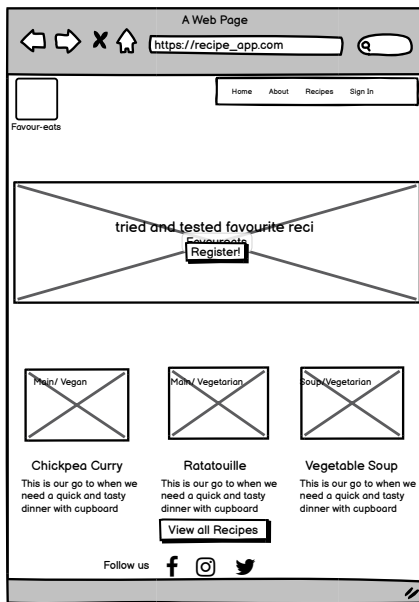 A Web Page
https://recipe_app.com
Home About Recipes Sign In
Favour-eats
tried and tested favourite reci
Favoureats
Register!
Main/ Vegan
Main/ Vegetarian
Soup/Vegetarian
Chickpea Curry
This is our go to when we
need a quick and tasty
dinner with cupboard
Ratatouille
This is our go to when we
need a quick and tasty
dinner with cupboard
Vegetable Soup
This is our go to when we
need a quick and tasty
dinner with cupboard
View all Recipes
Follow us